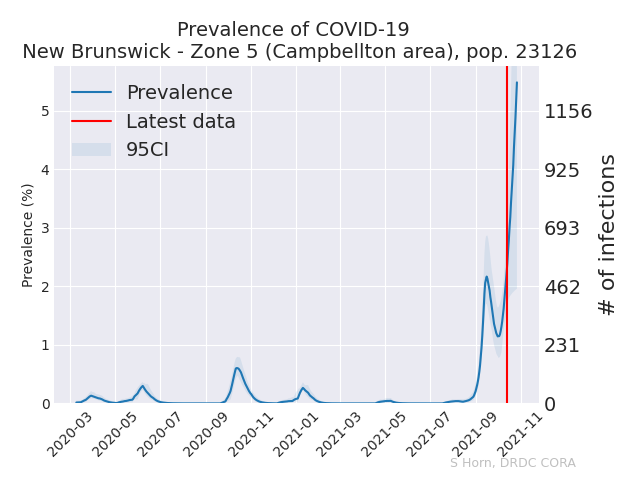 Prevalence of COVID-19
New Brunswick - Zone 5 (Campbellton area), pop. 23126
Prevalence
Latest data
95CI
Prevalence (%)
5
4
3
2
1
0
1156
925
693
462
231
0
# of infections
2020-03
2020-05
2020-07
2020-09
2020-11
2021-01
2021-03
2021-05
2021-07
2021-09
2021-11
S Horn, DRDC CORA